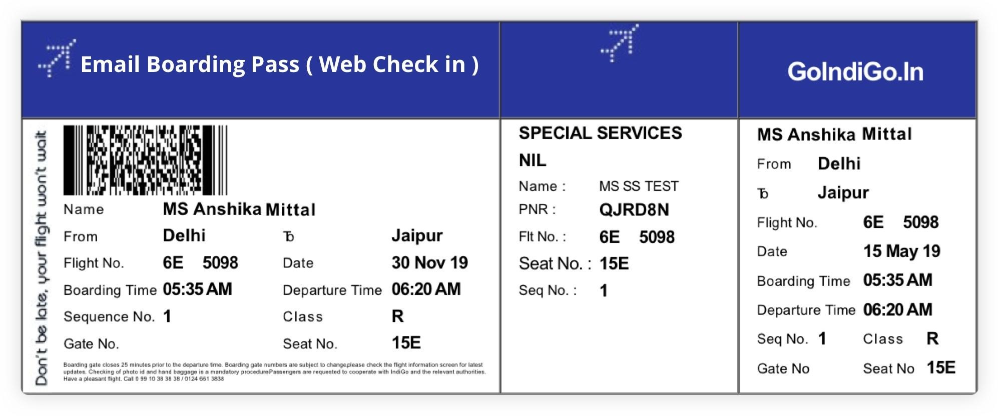 Email Boarding Pass ( Web Check in )
GoIndiGo.In
Don't be late, your flight won't wait
Name MS Anshika Mittal
From Delhi To Jaipur
Flight No. 6E 5098 Date 30 Nov 19
Boarding Time 05:35 AM Departure Time 06:20 AM
Sequence No. 1 Class R
Gate No. Seat No. 15E
Boarding gate closes 25 minutes prior to the departure time. Boarding gate numbers are subject to change,please check the flight information screen for latest
updates. Checking of photo id and hand baggage is a mandatory procedurePassengers are requested to cooperate with IndiGo and the relevant authorities.
Have a pleasant flight. Call 0 99 10 38 38 38 / 0124 661 3838
SPECIAL SERVICES
NIL
Name : MS SS TEST
PNR : QJRD8N
Flt No. : 6E 5098
Seat No. : 15E
Seq No. : 1
MS Anshika Mittal
From Delhi
To Jaipur
Flight No. 6E 5098
Date 15 May 19
Boarding Time 05:35 AM
Departure Time 06:20 AM
Seq No. 1 Class R
Gate No Seat No 15E